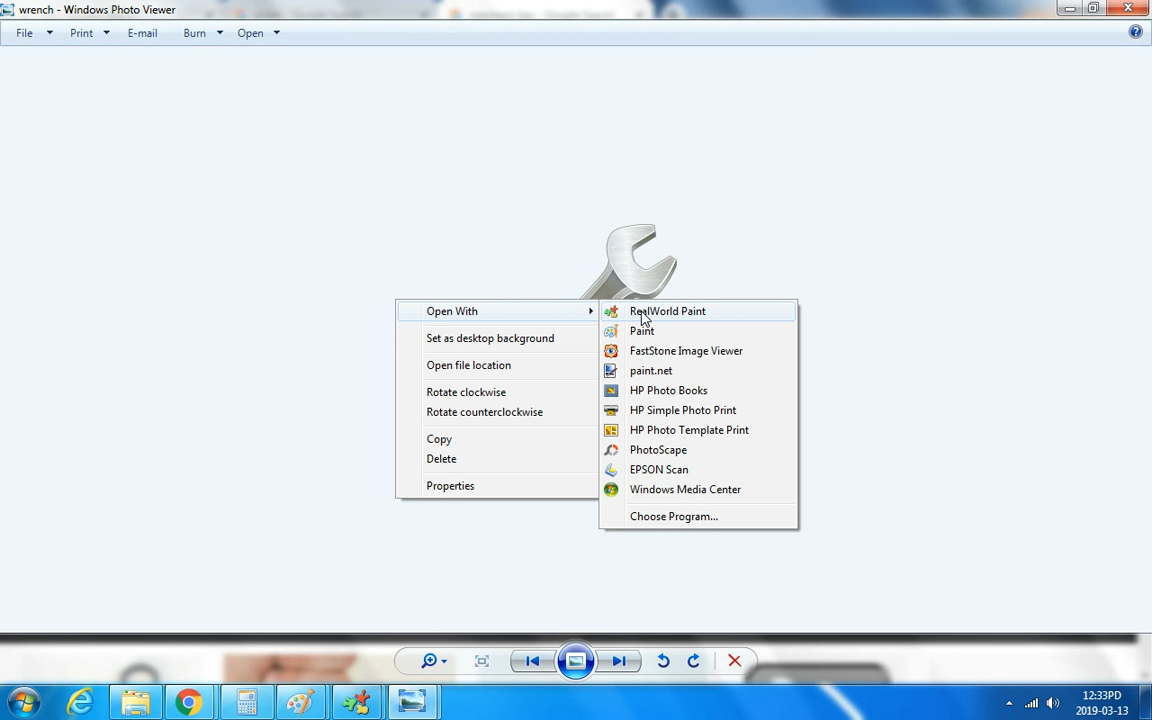 wrench - Windows Photo Viewer
File Print E-mail Burn Open
Open With
Set as desktop background
Open file location
Rotate clockwise
Rotate counterclockwise
Copy
Delete
Properties
RealWorld Paint
Paint
FastStone Image Viewer
paint.net
HP Photo Books
HP Simple Photo Print
HP Photo Template Print
PhotoScape
EPSON Scan
Windows Media Center
Choose Program...
12:33PD
2019-03-13